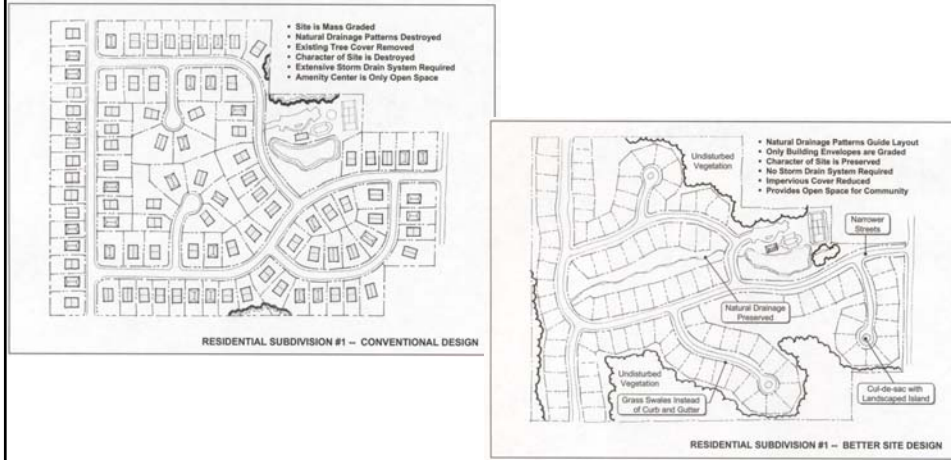 • Site is Mass Graded
• Natural Drainage Patterns Destroyed
• Existing Tree Cover Removed
• Character of Site is Destroyed
• Extensive Storm Drain System Required
• Amenity Center is Only Open Space
RESIDENTIAL SUBDIVISION #1 -- CONVENTIONAL DESIGN
• Natural Drainage Patterns Guide Layout
• Only Building Envelopes are Graded
• Character of Site is Preserved
• No Storm Drain System Required
• Impervious Cover Reduced
• Provides Open Space for Community
Undisturbed
Vegetation
Narrower
Streets
Natural Drainage
Preserved
Undisturbed
Vegetation
Grass Swales Instead
of Curb and Gutter
Cul-de-sac with
Landscaped Island
RESIDENTIAL SUBDIVISION #1 -- BETTER SITE DESIGN